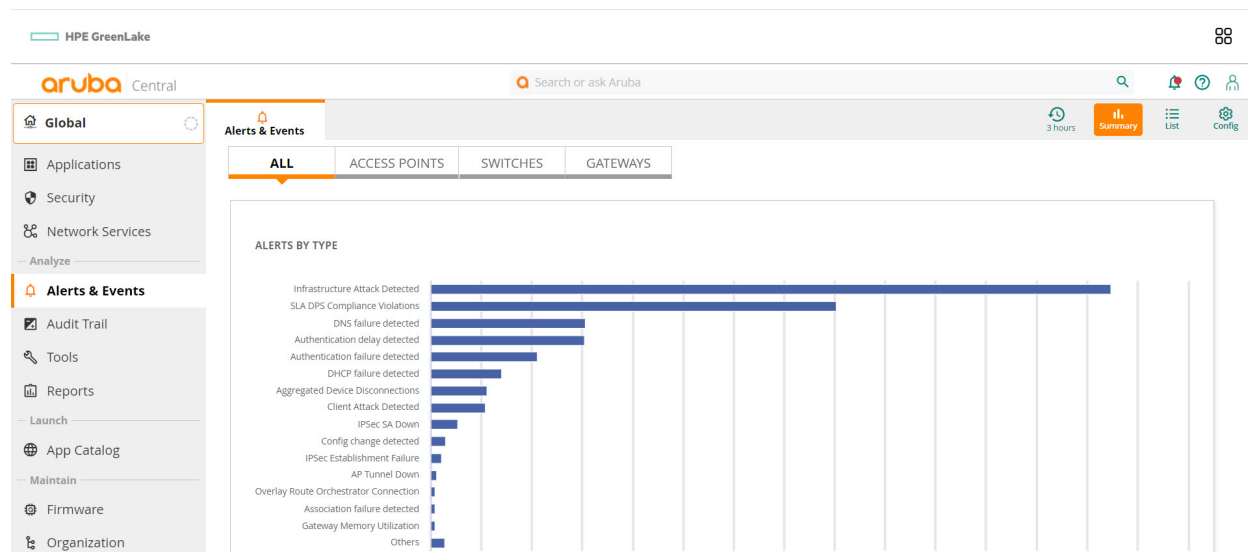 HPE GreenLake
aruba Central
Search or ask Aruba
Global
Alerts & Events
3 hours
Summary
List
Config
ALL
ACCESS POINTS
SWITCHES
GATEWAYS
Applications
Security
Network Services
Analyze
Alerts & Events
Audit Trail
Tools
Reports
Launch
App Catalog
Maintain
Firmware
Organization
ALERTS BY TYPE
Infrastructure Attack Detected
SLA DPS Compliance Violations
DNS failure detected
Authentication delay detected
Authentication failure detected
DHCP failure detected
Aggregated Device Disconnections
Client Attack Detected
IPSec SA Down
Config change detected
IPSec Establishment Failure
AP Tunnel Down
Overlay Route Orchestrator Connection
Association failure detected
Gateway Memory Utilization
Others